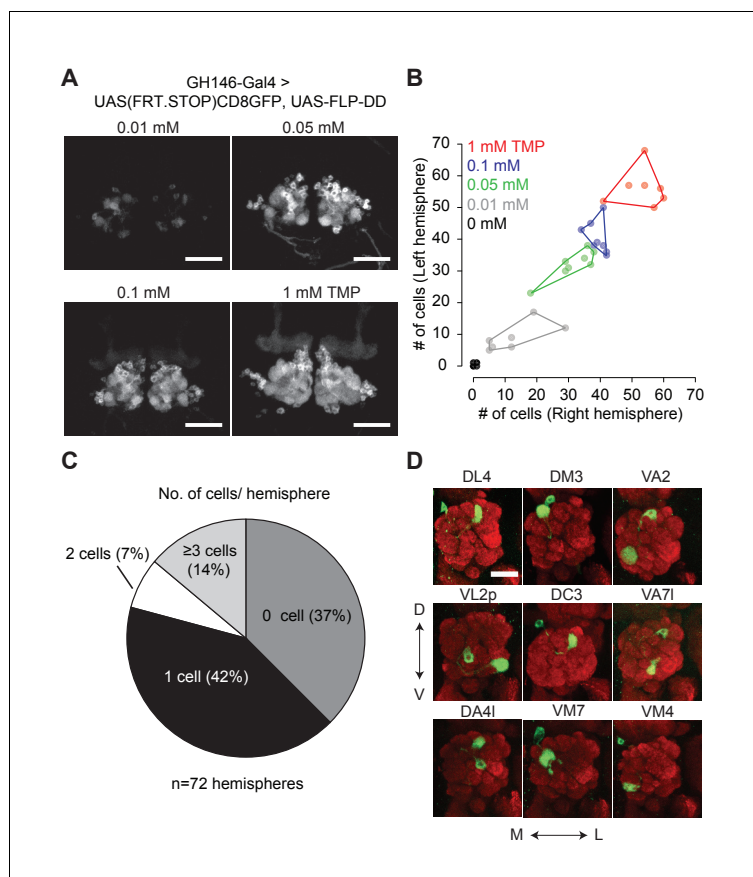 A
GH146-Gal4 >
UAS(FRT.STOP)CD8GFP, UAS-FLP-DD
0.01 mM
0.05 mM
0.1 mM
1 mM TMP
B
1 mM TMP
0.1 mM
0.05 mM
0.01 mM
0 mM
# of cells (Left hemisphere)
70
60
50
40
30
20
10
0
0 10 20 30 40 50 60 70
# of cells (Right hemisphere)
C
No. of cells/ hemisphere
2 cells (7%)
≥3 cells
(14%)
0 cell (37%)
1 cell (42%)
n=72 hemispheres
D
DL4 DM3 VA2
VL2p DC3 VA7l
D
V
DA4l VM7 VM4
M L